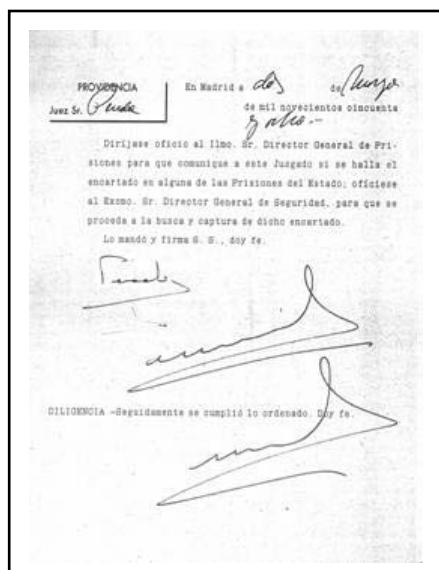 PROVIDENCIA
Juez Sr.
En Madrid a dos de
de mil novecientos cincuenta
y ocho.-
Diríjase oficio al Ilmo. Sr. Director General de Pri-
siones para que comunique a este Juzgado si se halla el
encartado en alguna de las Prisiones del Estado; ofíciese
al Excmo. Sr. Director General de Seguridad, para que se
proceda a la busca y captura de dicho encartado.
Lo mandó y firma S. S., doy fe.
DILIGENCIA -Seguidamente se cumplió lo ordenado. Doy fe.